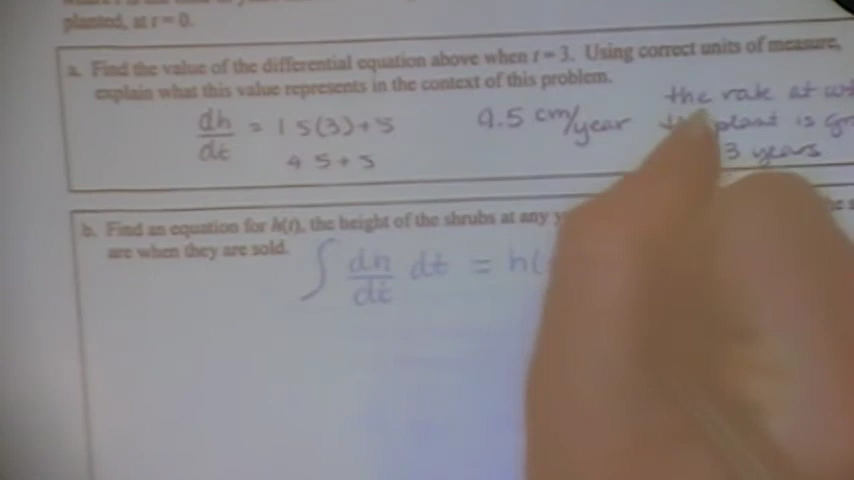 planted, at t = 0.
a. Find the value of the differential equation above when t = 3. Using correct units of measure,
explain what this value represents in the context of this problem.
dh/dt = 1 5(3)+5
4 5 + 5
9.5 cm/year
the rate at
plant is
3 years
b. Find an equation for h(t), the height of the shrubs at any
are when they are sold.
∫ dh/dt dt = h(